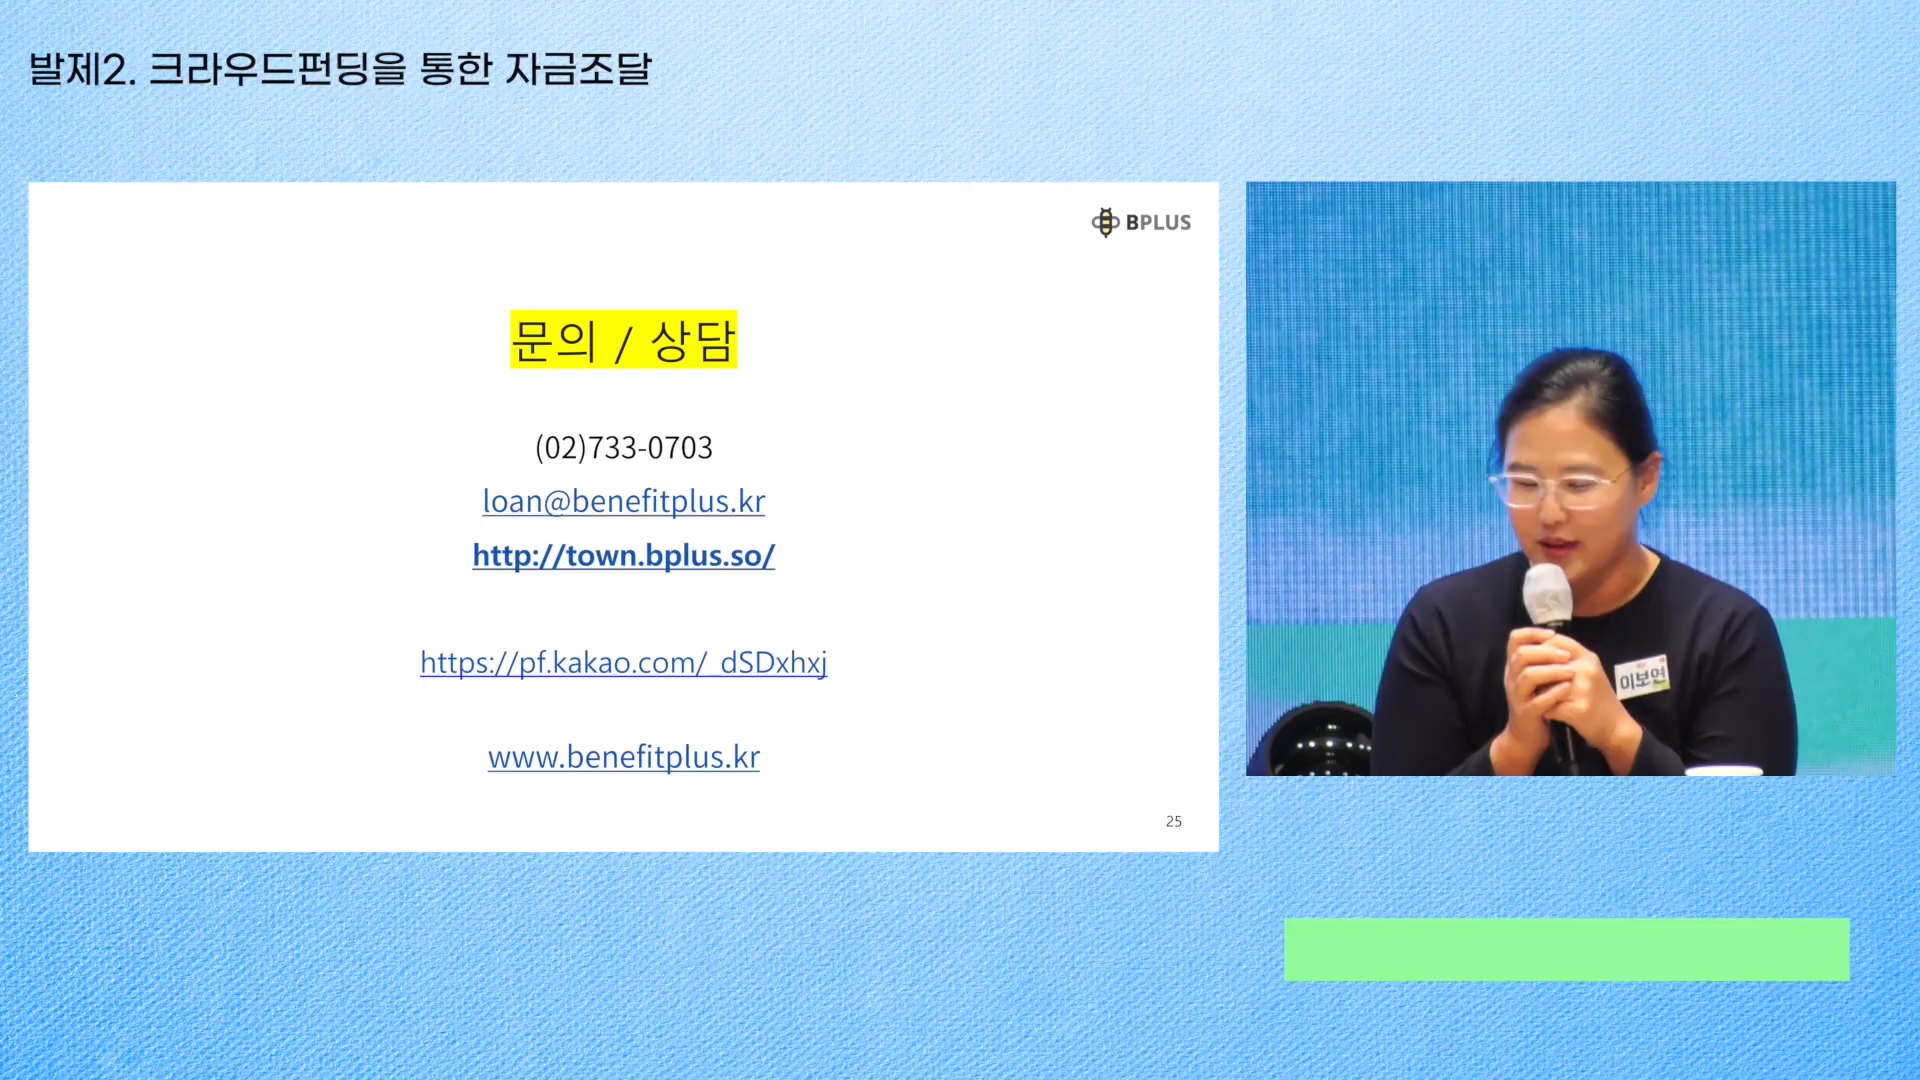 발제2. 크라우드펀딩을 통한 자금조달
BPLUS
문의 / 상담
(02)733-0703
loan@benefitplus.kr
http://town.bplus.so/
https://pf.kakao.com/_dSDxhxj
www.benefitplus.kr
25
이보연